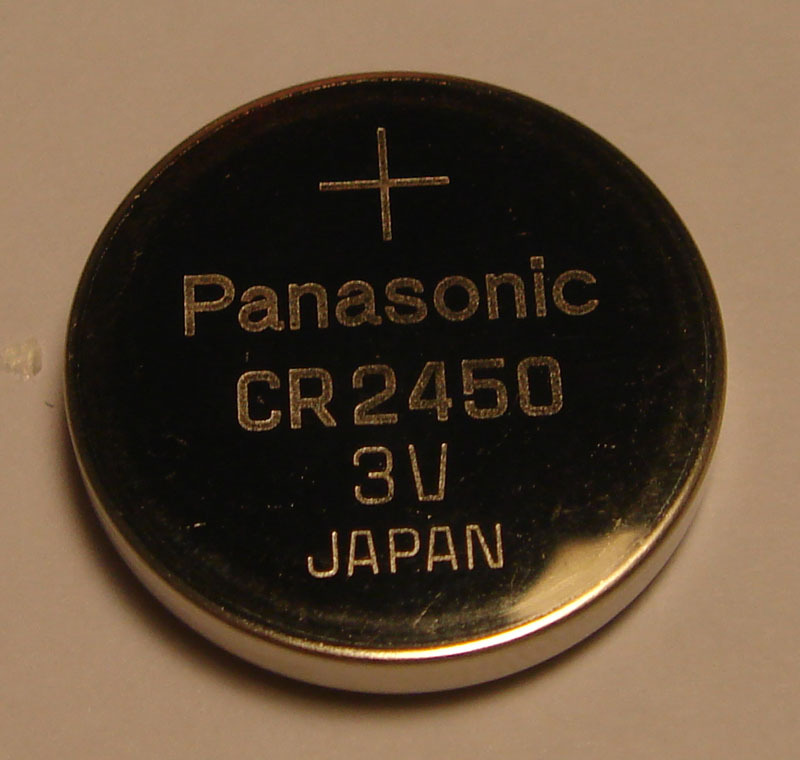 +
Panasonic
CR2450
3V
JAPAN